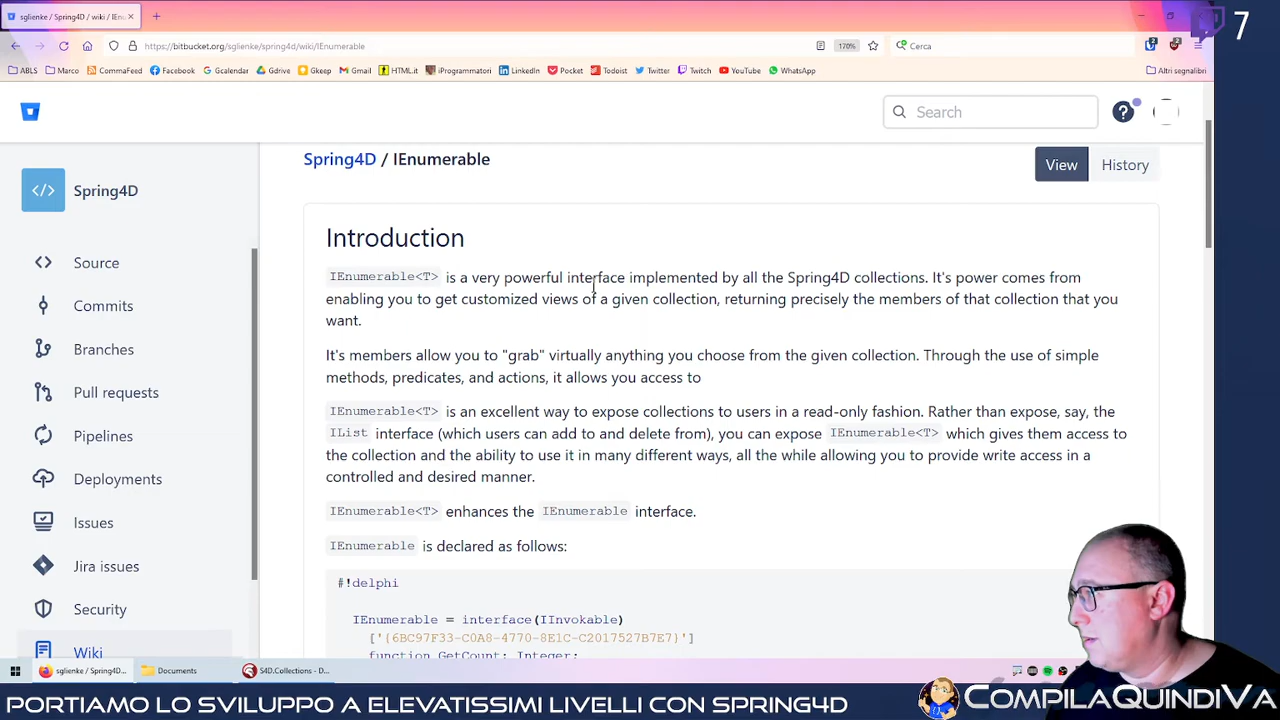 sglienke / Spring4D / wiki / IEnu
7
https://bitbucket.org/sglienke/spring4d/wiki/IEnumerable
170%
Cerca
ABLS Marco CommaFeed Facebook Gcalendar Gdrive Gkeep Gmail HTML.it iProgrammatori LinkedIn Pocket Todoist Twitter Twitch YouTube WhatsApp Altri segnalibri
Search
Spring4D / IEnumerable
View History
Spring4D
Source
Commits
Branches
Pull requests
Pipelines
Deployments
Issues
Jira issues
Security
Wiki
Introduction
IEnumerable<T> is a very powerful interface implemented by all the Spring4D collections. It's power comes from
enabling you to get customized views of a given collection, returning precisely the members of that collection that you
want.
It's members allow you to "grab" virtually anything you choose from the given collection. Through the use of simple
methods, predicates, and actions, it allows you access to
IEnumerable<T> is an excellent way to expose collections to users in a read-only fashion. Rather than expose, say, the
IList interface (which users can add to and delete from), you can expose IEnumerable<T> which gives them access to
the collection and the ability to use it in many different ways, all the while allowing you to provide write access in a
controlled and desired manner.
IEnumerable<T> enhances the IEnumerable interface.
IEnumerable is declared as follows:
#!delphi
IEnumerable = interface(IInvokable)
['{6BC97F33-C0A8-4770-8E1C-C2017527B7E7}']
function GetCount: Integer;
sglienke / Spring4D... Documents S4D.Collections - D...
PORTIAMO LO SVILUPPO A ELEVATISSIMI LIVELLI CON SPRING4D
COMPILAQUINDIVA